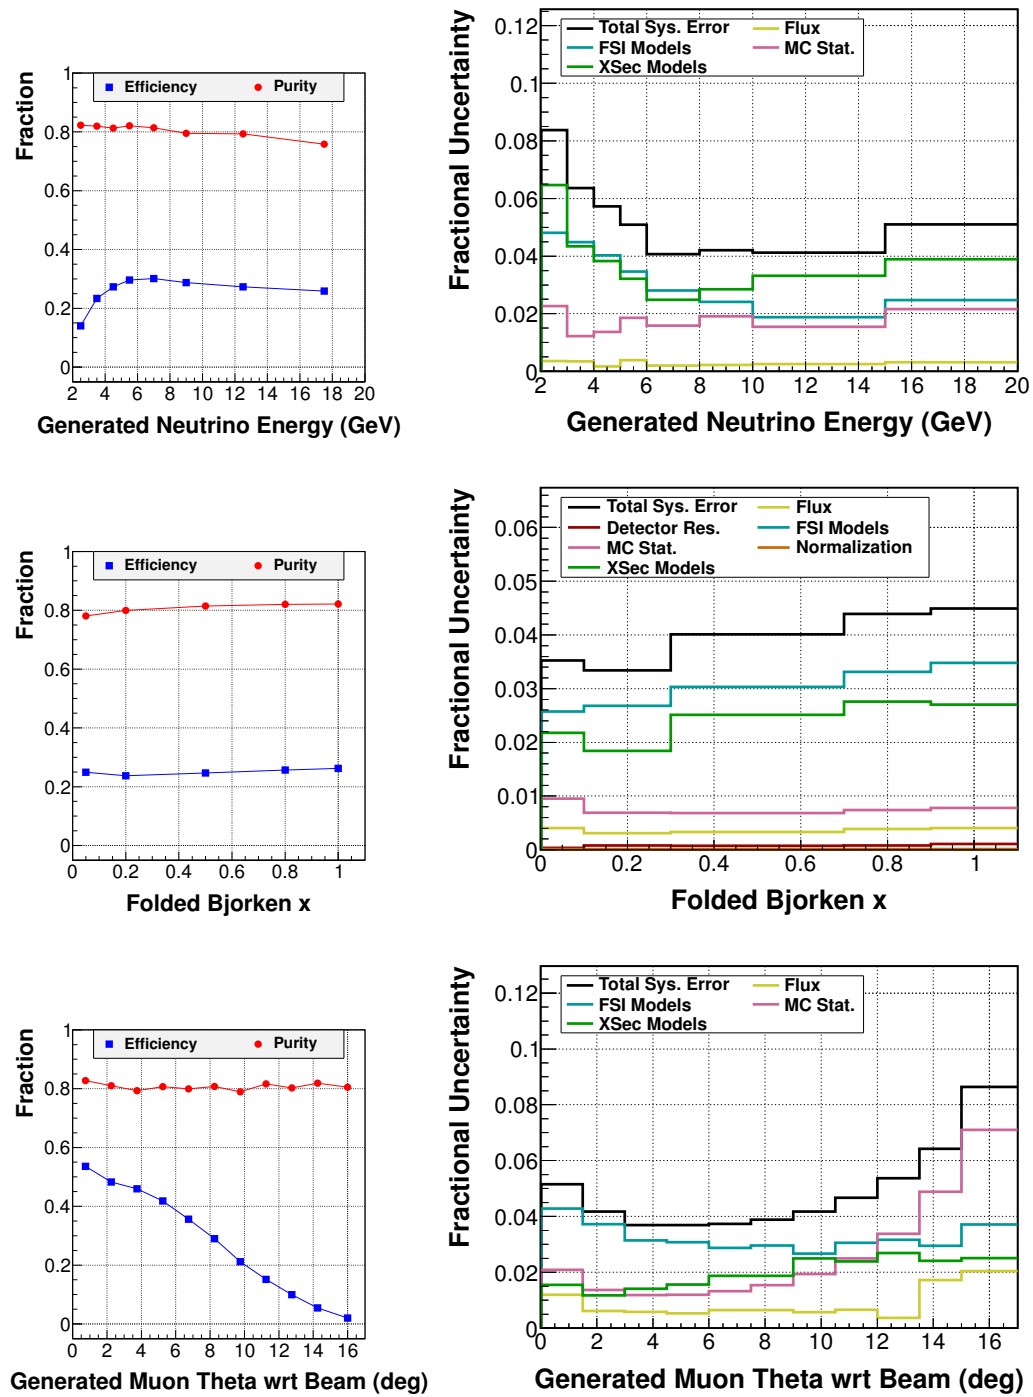 Fraction
Efficiency Purity
1
0.8
0.6
0.4
0.2
0
2 4 6 8 10 12 14 16 18 20
Generated Neutrino Energy (GeV)
Fractional Uncertainty
Total Sys. Error Flux
FSI Models MC Stat.
XSec Models
0.12
0.1
0.08
0.06
0.04
0.02
0
2 4 6 8 10 12 14 16 18 20
Generated Neutrino Energy (GeV)
Fraction
Efficiency Purity
1
0.8
0.6
0.4
0.2
0
0 0.2 0.4 0.6 0.8 1
Folded Bjorken x
Fractional Uncertainty
Total Sys. Error Flux
Detector Res. FSI Models
MC Stat. Normalization
XSec Models
0.06
0.05
0.04
0.03
0.02
0.01
0
0 0.2 0.4 0.6 0.8 1
Folded Bjorken x
Fraction
Efficiency Purity
1
0.8
0.6
0.4
0.2
0
0 2 4 6 8 10 12 14 16
Generated Muon Theta wrt Beam (deg)
Fractional Uncertainty
Total Sys. Error Flux
FSI Models MC Stat.
XSec Models
0.12
0.1
0.08
0.06
0.04
0.02
0
0 2 4 6 8 10 12 14 16
Generated Muon Theta wrt Beam (deg)